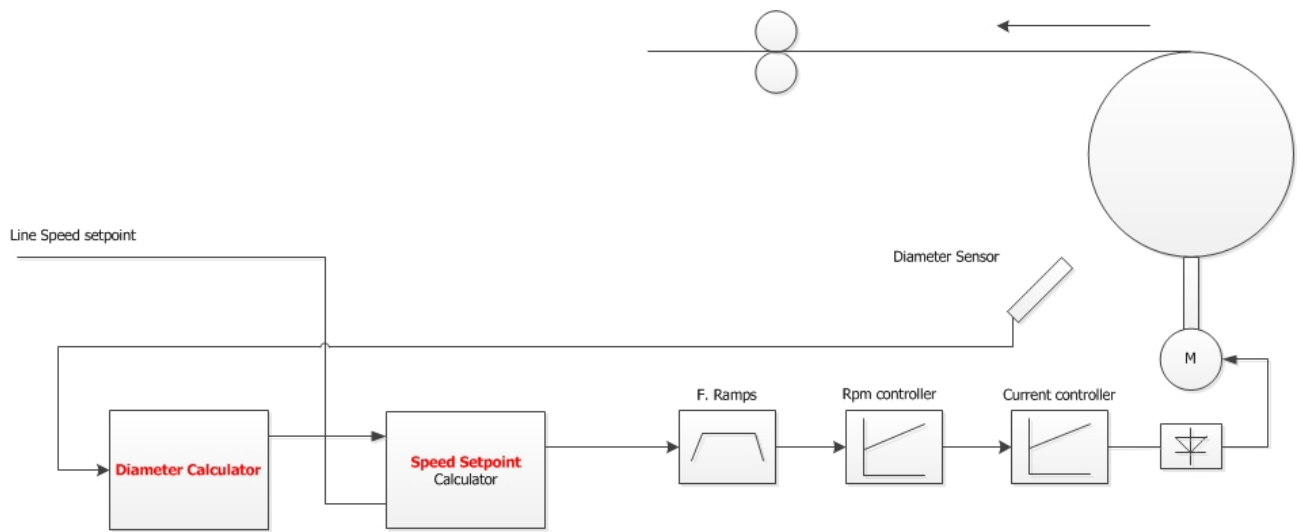 Line Speed setpoint
Diameter Sensor
M
F. Ramps
Rpm controller
Current controller
Diameter Calculator
Speed Setpoint
Calculator